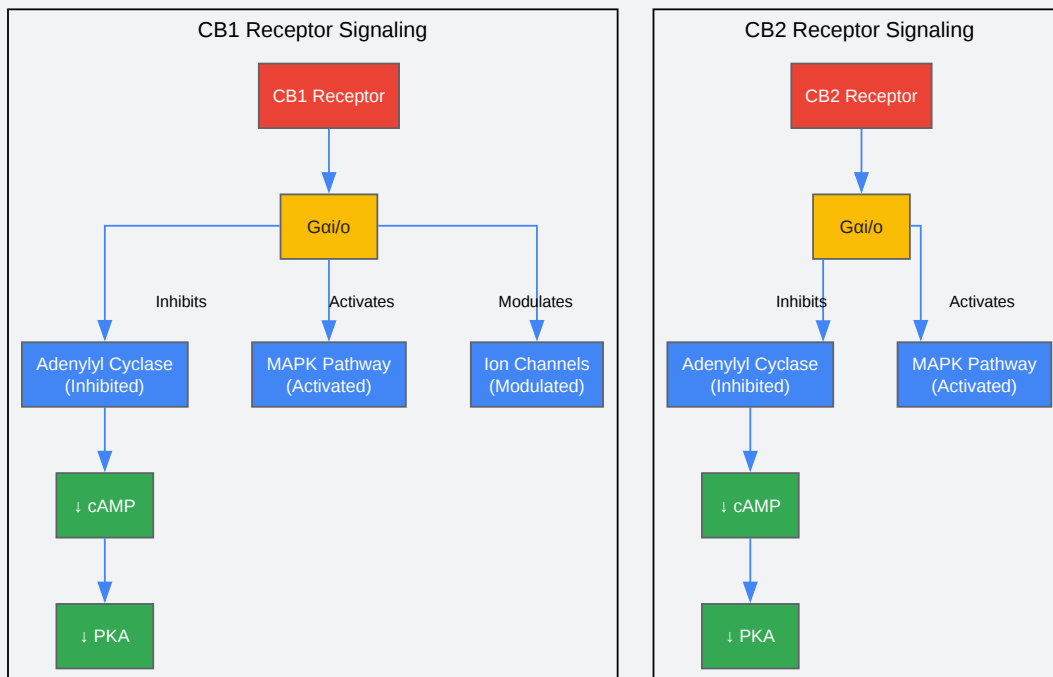 CB1 Receptor Signaling
CB1 Receptor
Gαi/o
Inhibits
Activates
Modulates
Adenylyl Cyclase
(Inhibited)
MAPK Pathway
(Activated)
Ion Channels
(Modulated)
↓ cAMP
↓ PKA
CB2 Receptor Signaling
CB2 Receptor
Gαi/o
Inhibits
Activates
Adenylyl Cyclase
(Inhibited)
MAPK Pathway
(Activated)
↓ cAMP
↓ PKA